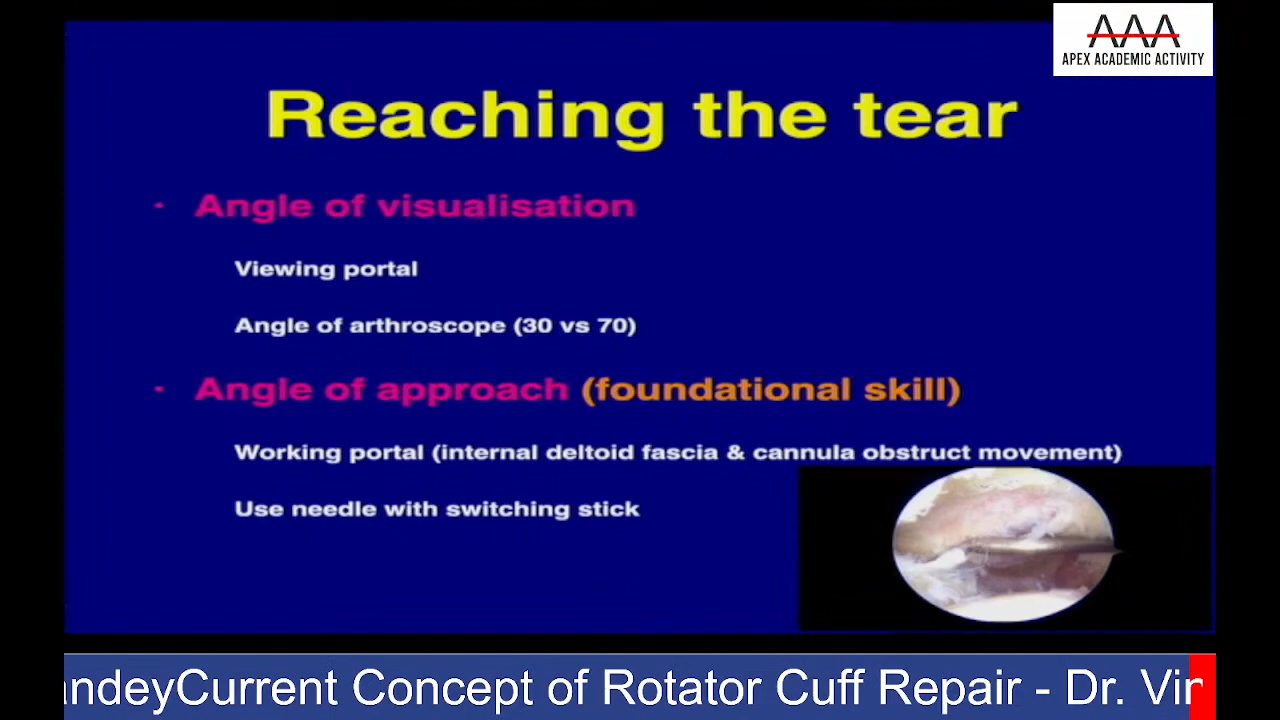 AAA
APEX ACADEMIC ACTIVITY
Reaching the tear
- Angle of visualisation
Viewing portal
Angle of arthroscope (30 vs 70)
- Angle of approach (foundational skill)
Working portal (internal deltoid fascia & cannula obstruct movement)
Use needle with switching stick
andeyCurrent Concept of Rotator Cuff Repair - Dr. Vin